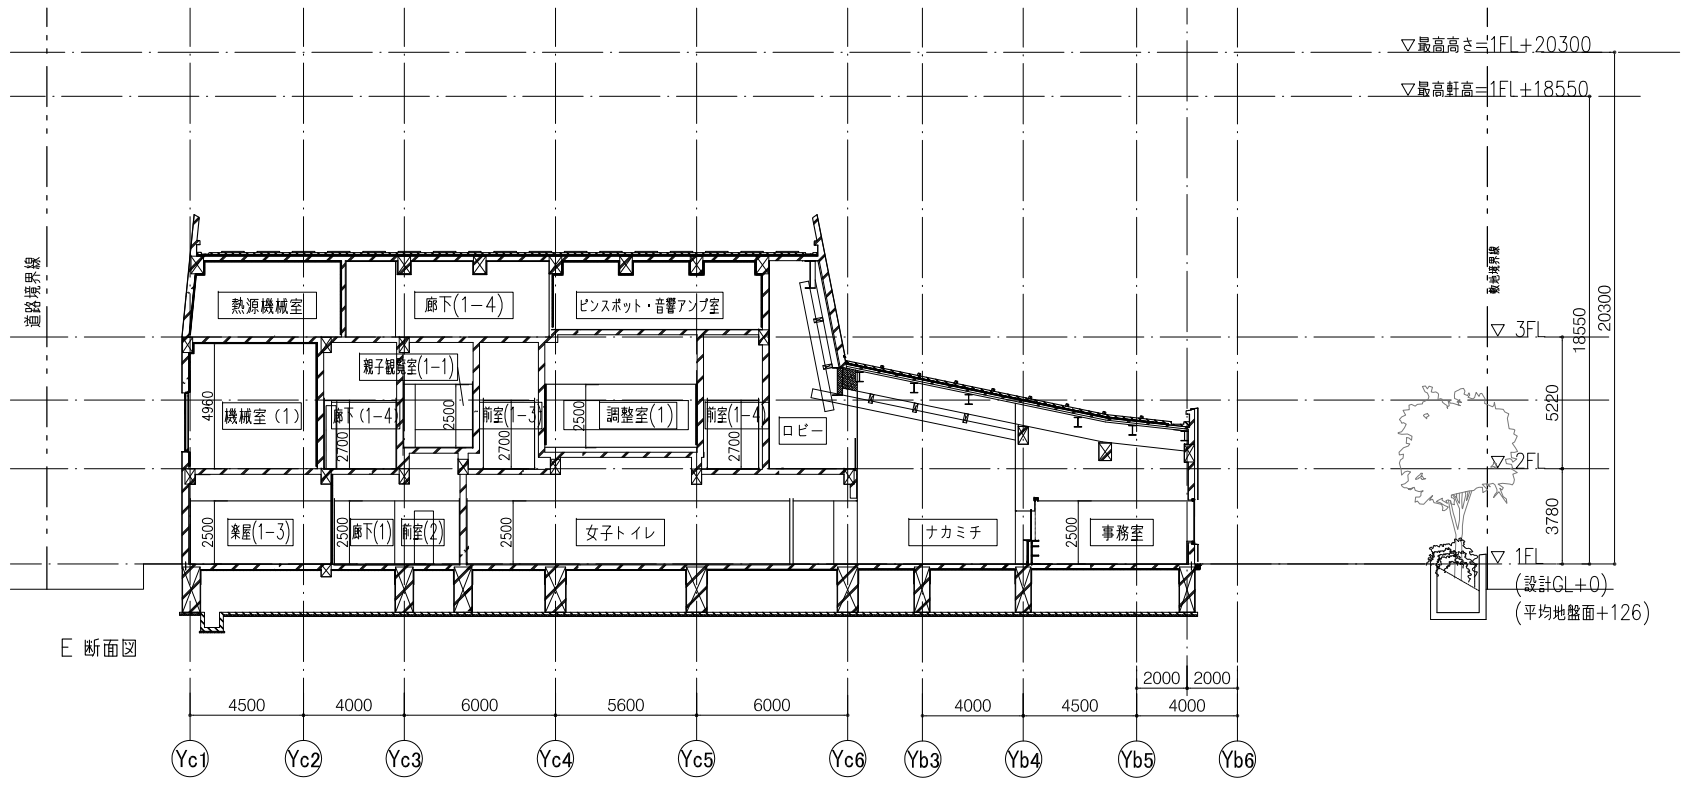 ▽最高高さ=1FL+20300
▽最高軒高=1FL+18550
道路境界線
敷地境界線
熱源機械室
廊下(1-4)
ピンスポット・音響アンプ室
18550
20300
▽ 3FL
親子観覧室(1-1)
4960
機械室(1)
廊下(1-4)
2700
2500
前室(1-3)
2700
2500
調整室(1)
前室(1-4)
2700
ロビー
5220
▽ 2FL
2500
楽屋(1-3)
2500
廊下(1)
前室(2)
2500
女子トイレ
ナカミチ
2500
事務室
3780
▽ 1FL
(設計GL+0)
(平均地盤面+126)
E 断面図
2000
2000
4500
4000
6000
5600
6000
4000
4500
4000
Yc1
Yc2
Yc3
Yc4
Yc5
Yc6
Yb3
Yb4
Yb5
Yb6